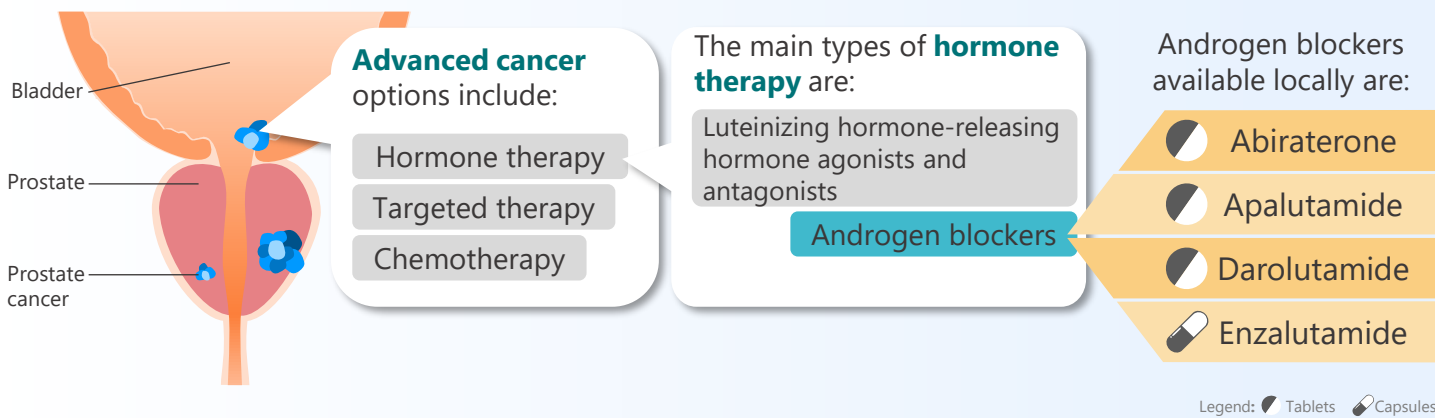 Bladder
Prostate
Prostate
cancer
Advanced cancer
options include:
Hormone therapy
Targeted therapy
Chemotherapy
The main types of hormone
therapy are:
Luteinizing hormone-releasing
hormone agonists and
antagonists
Androgen blockers
Androgen blockers
available locally are:
Abiraterone
Apalutamide
Darolutamide
Enzalutamide
Legend: Tablets Capsules